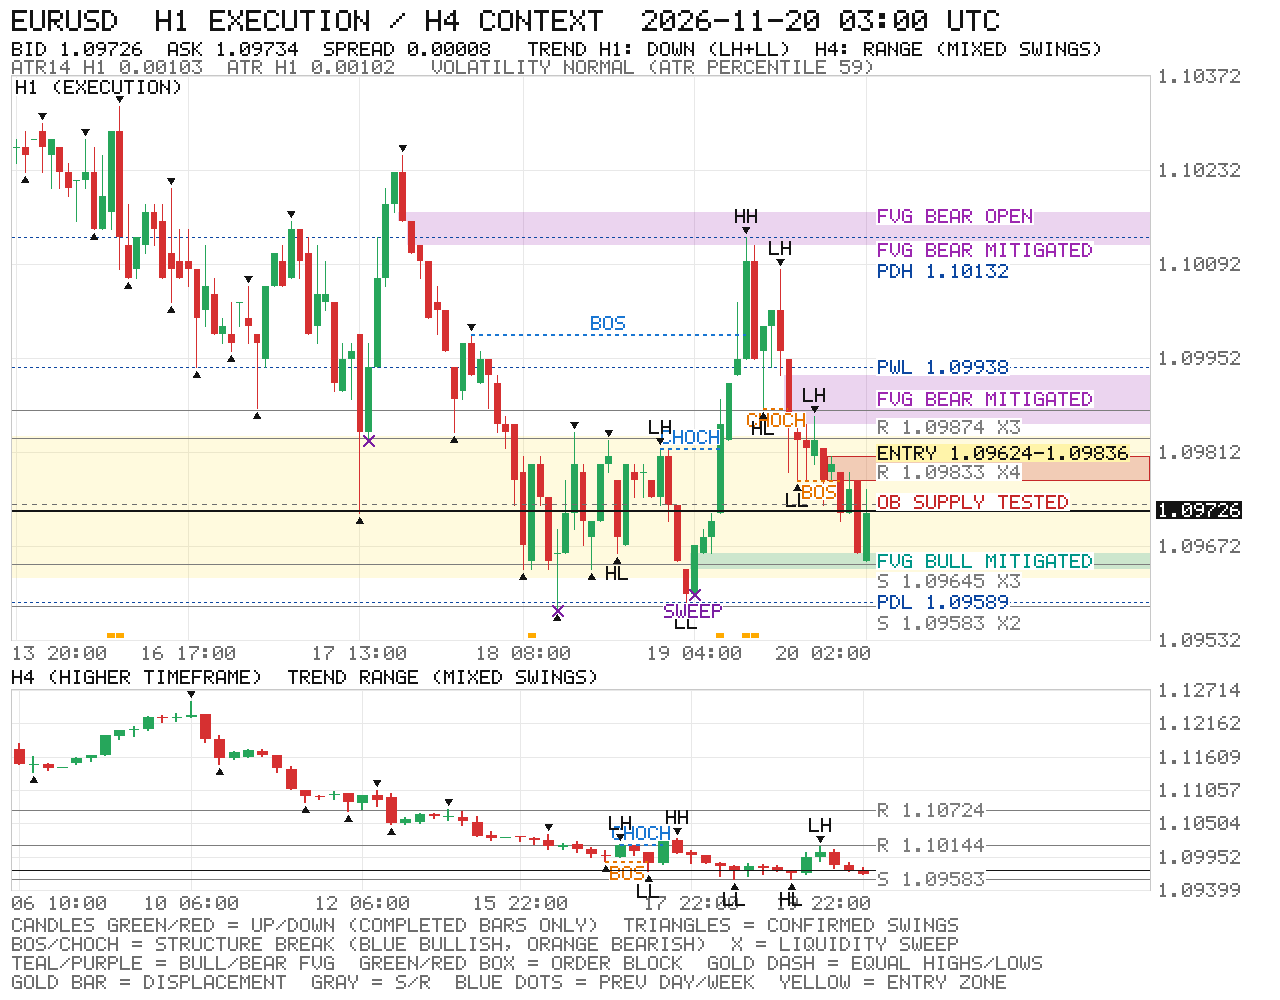 EURUSD H1 EXECUTION / H4 CONTEXT 2026-11-20 03:00 UTC
BID 1.09726 ASK 1.09734 SPREAD 0.00008 TREND H1: DOWN (LH+LL) H4: RANGE (MIXED SWINGS)
ATR14 H1 0.00103 ATR H1 0.00102 VOLATILITY NORMAL (ATR PERCENTILE 59)
H1 (EXECUTION)
1.10372
1.10232
HH
FVG BEAR OPEN
LH
FVG BEAR MITIGATED
1.10092
PDH 1.10132
BOS
1.09952
PWL 1.09938
LH
FVG BEAR MITIGATED
CHOCH
HL
LH
CHOCH
R 1.09874 X3
1.09812
ENTRY 1.09624-1.09836
R 1.09833 X4
BOS
LL
OB SUPPLY TESTED
1.09726
1.09672
FVG BULL MITIGATED
HL
S 1.09645 X3
PDL 1.09589
SWEEP
LL
S 1.09583 X2
1.09532
13 20:00 16 17:00 17 13:00 18 08:00 19 04:00 20 02:00
H4 (HIGHER TIMEFRAME) TREND RANGE (MIXED SWINGS)
1.12714
1.12162
1.11609
1.11057
R 1.10724
1.10504
LH
HH
LH
CHOCH
R 1.10144
1.09952
BOS
S 1.09583
LL
LL
HL
1.09399
06 10:00 10 06:00 12 06:00 15 22:00 17 22:00 22:00
CANDLES GREEN/RED = UP/DOWN (COMPLETED BARS ONLY) TRIANGLES = CONFIRMED SWINGS
BOS/CHOCH = STRUCTURE BREAK (BLUE BULLISH, ORANGE BEARISH) X = LIQUIDITY SWEEP
TEAL/PURPLE = BULL/BEAR FVG GREEN/RED BOX = ORDER BLOCK GOLD DASH = EQUAL HIGHS/LOWS
GOLD BAR = DISPLACEMENT GRAY = S/R BLUE DOTS = PREV DAY/WEEK YELLOW = ENTRY ZONE